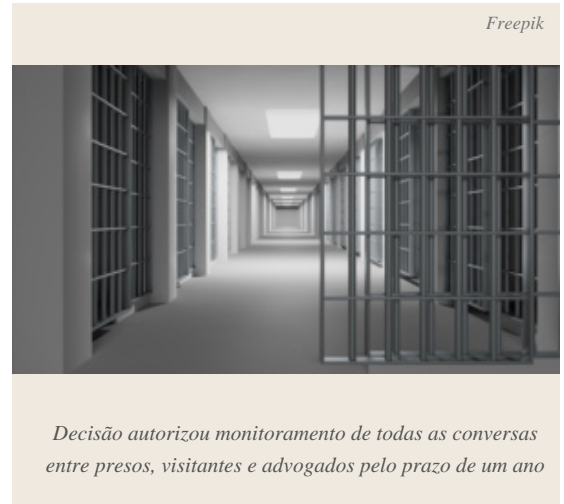 Freepik
Decisão autorizou monitoramento de todas as conversas
entre presos, visitantes e advogados pelo prazo de um ano